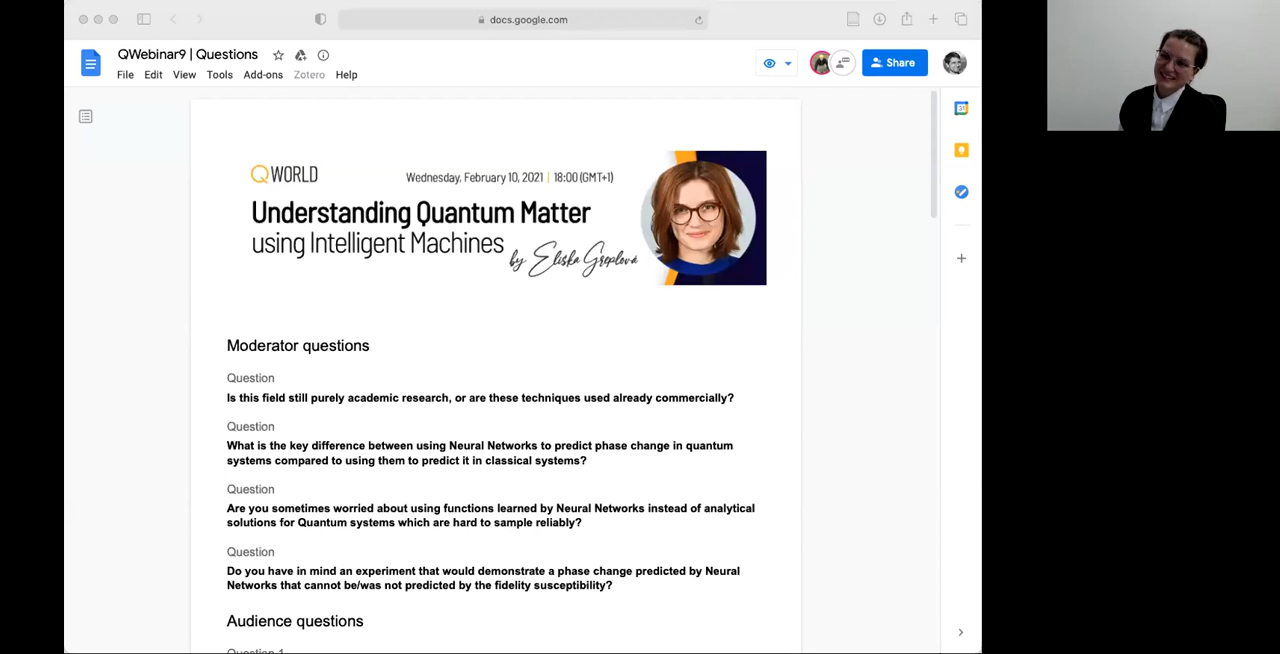 docs.google.com
QWebinar9 | Questions
File Edit View Tools Add-ons Zotero Help
Share
31
QWORLD
Wednesday, February 10, 2021 | 18:00 (GMT+1)
Understanding Quantum Matter
using Intelligent Machines
by Eliska Greplová
Moderator questions
Question
Is this field still purely academic research, or are these techniques used already commercially?
Question
What is the key difference between using Neural Networks to predict phase change in quantum
systems compared to using them to predict it in classical systems?
Question
Are you sometimes worried about using functions learned by Neural Networks instead of analytical
solutions for Quantum systems which are hard to sample reliably?
Question
Do you have in mind an experiment that would demonstrate a phase change predicted by Neural
Networks that cannot be/was not predicted by the fidelity susceptibility?
Audience questions
Question 1